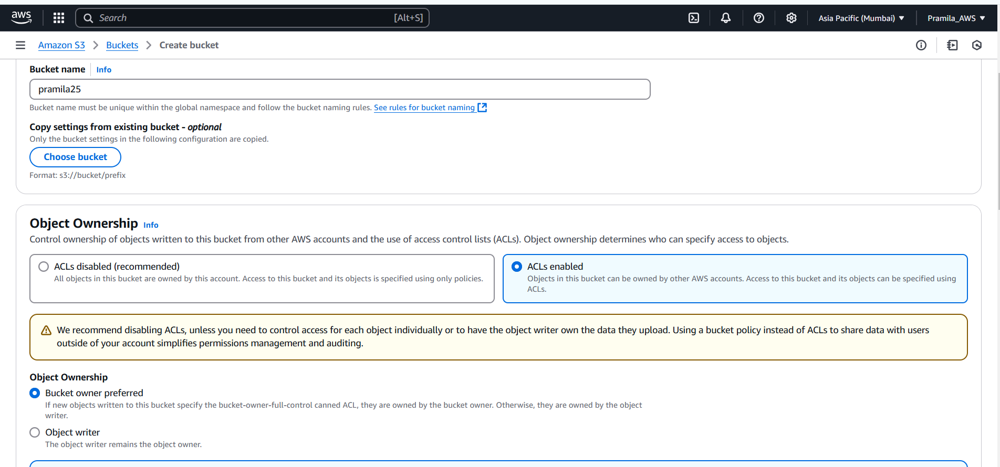 aws
Search
[Alt+S]
Asia Pacific (Mumbai)
Pramila_AWS
Amazon S3
Buckets
Create bucket
Bucket name
Info
pramila25
Bucket name must be unique within the global namespace and follow the bucket naming rules. See rules for bucket naming
Copy settings from existing bucket - optional
Only the bucket settings in the following configuration are copied.
Choose bucket
Format: s3://bucket/prefix
Object Ownership Info
Control ownership of objects written to this bucket from other AWS accounts and the use of access control lists (ACLs). Object ownership determines who can specify access to objects.
ACLs disabled (recommended)
All objects in this bucket are owned by this account. Access to this bucket and its objects is specified using only policies.
ACLs enabled
Objects in this bucket can be owned by other AWS accounts. Access to this bucket and its objects can be specified using
ACLs.
We recommend disabling ACLs, unless you need to control access for each object individually or to have the object writer own the data they upload. Using a bucket policy instead of ACLs to share data with users
outside of your account simplifies permissions management and auditing.
Object Ownership
Bucket owner preferred
If new objects written to this bucket specify the bucket-owner-full-control canned ACL, they are owned by the bucket owner. Otherwise, they are owned by the object
writer.
Object writer
The object writer remains the object owner.